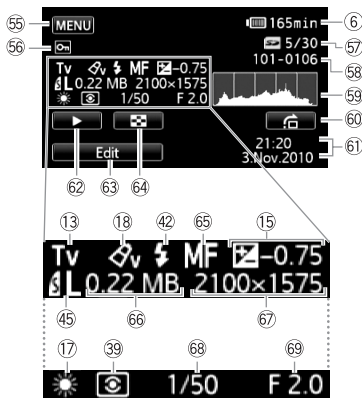 55 MENU 165min 6
56 5/30 57
101-0106 58
Tv v MF -0.75
L 0.22 MB 2100×1575
1/50 F 2.0
59
60
Edit 21:20
3.Nov.2010 61
62 63 64
13 18 42 65 15
Tv v MF -0.75
L 0.22 MB 2100×1575
45 66 67
17 39 68 69
1/50 F 2.0